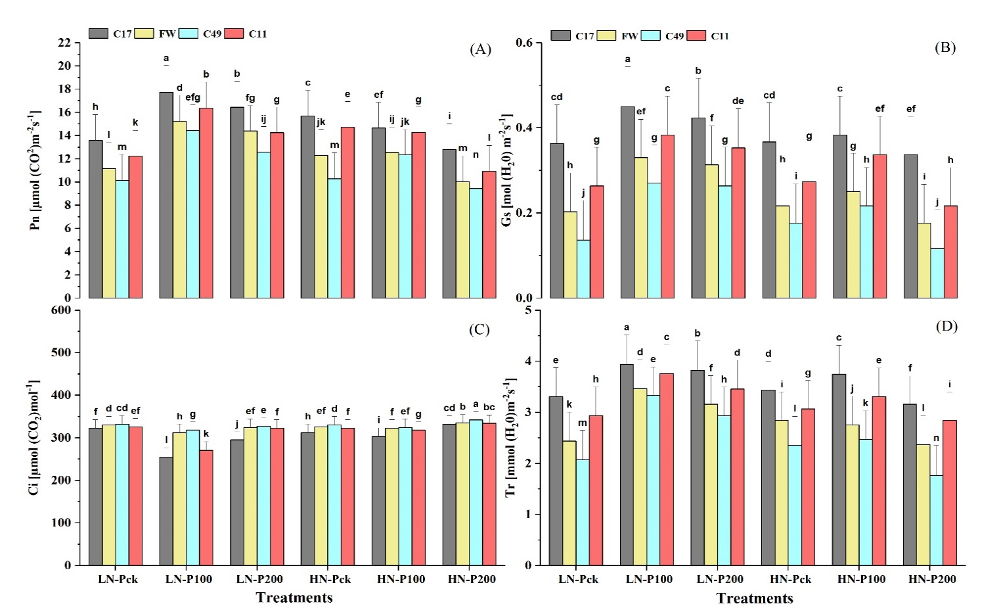 C17 FW C49 C11
(A)
Pn [µmol (CO²)m⁻²s⁻¹)
22
20
18
16
14
12
10
8
6
4
2
0
h l m k
a d efg b
b fg ij g
c jk m e
ef ij jk g
i m n l
C17 FW C49 C11
(B)
Gs [mol (H₂0) m⁻²s⁻¹]
0.6
0.4
0.2
0.0
cd h j g
a ef g c
b f g de
cd h i g
c g h ef
ef i j h
(C)
Ci [µmol (CO₂)mol⁻¹]
600
500
400
300
200
100
0
f d cd ef
l h g k
j ef e f
h ef d f
i f ef g
cd b a bc
LN-Pck LN-P100 LN-P200 HN-Pck HN-P100 HN-P200
Treatments
(D)
Tr [mmol (H₂0)m⁻²s⁻¹]
5
4
3
2
1
0
e k m h
a d e c
b f h d
d i l g
c j k e
f l n i
LN-Pck LN-P100 LN-P200 HN-Pck HN-P100 HN-P200
Treatments